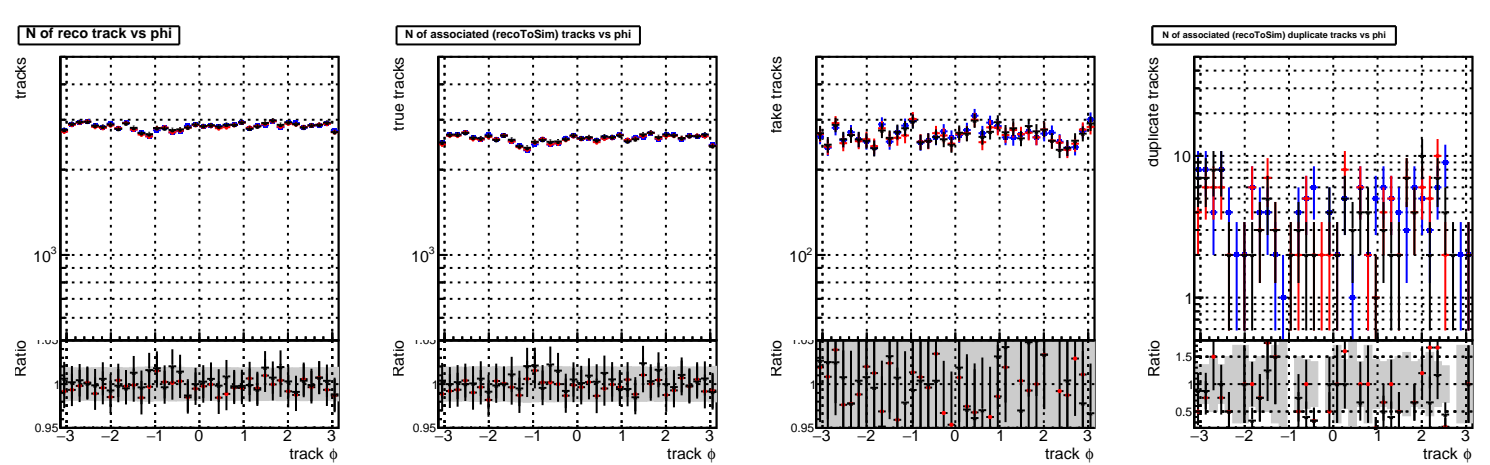 N of reco track vs phi
tracks
10³
Ratio
1.05
1
0.95
−3 −2 −1 0 1 2 3
track ϕ
N of associated (recoToSim) tracks vs phi
true tracks
10³
Ratio
1.05
1
0.95
−3 −2 −1 0 1 2 3
track ϕ
fake tracks
10²
Ratio
1.05
1
0.95
−3 −2 −1 0 1 2 3
track ϕ
N of associated (recoToSim) duplicate tracks vs phi
duplicate tracks
10
1
Ratio
1.5
1
0.5
−3 −2 −1 0 1 2 3
track ϕ